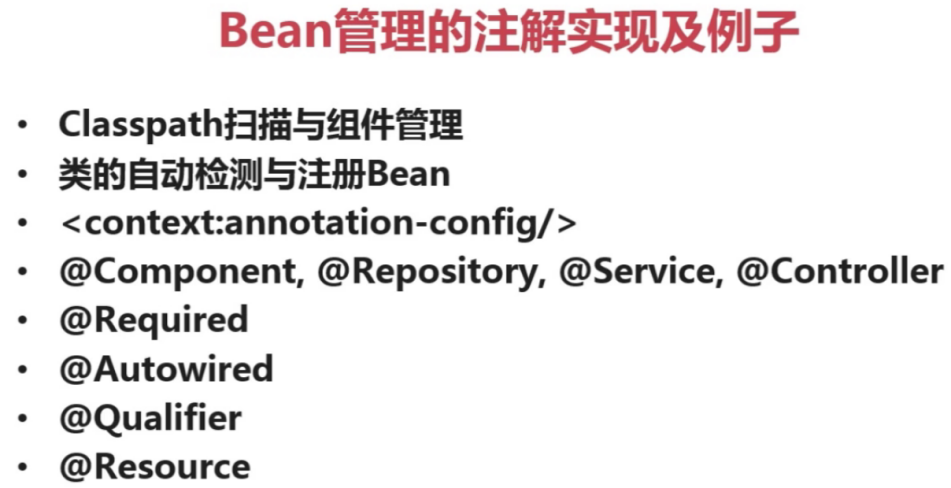 Bean管理的注解实现及例子
• Classpath扫描与组件管理
• 类的自动检测与注册Bean
• <context:annotation-config/>
• @Component, @Repository, @Service, @Controller
• @Required
• @Autowired
• @Qualifier
• @Resource